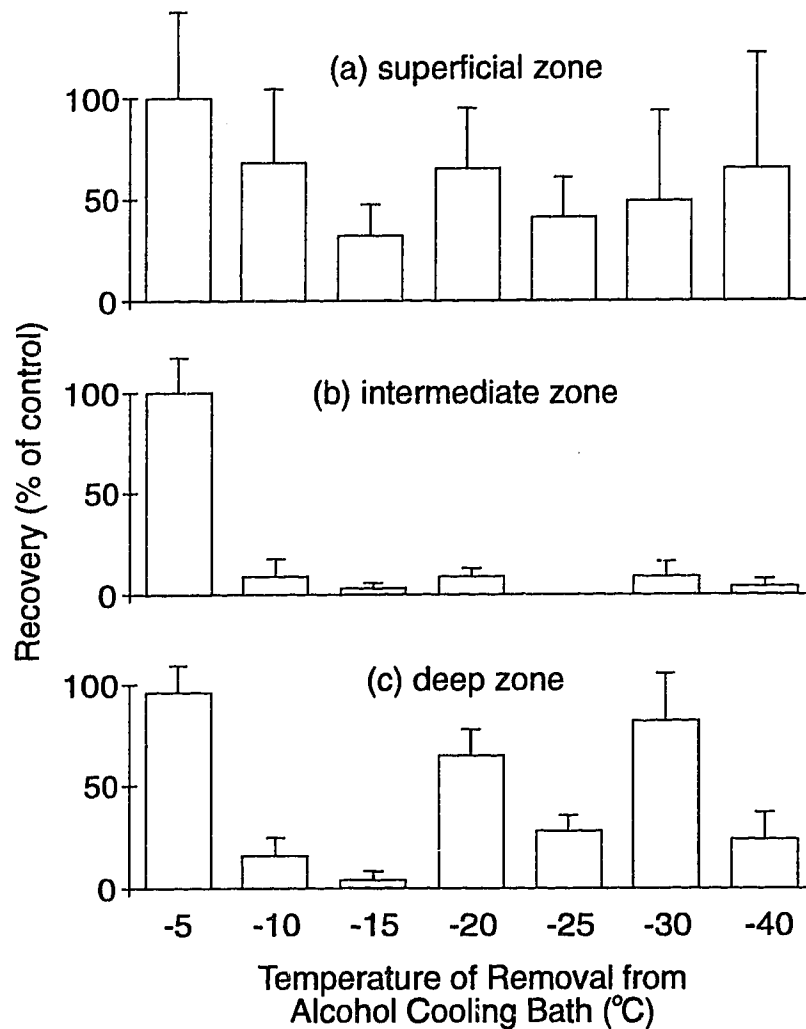 (a) superficial zone
100
50
0
(b) intermediate zone
100
50
0
(c) deep zone
100
50
0
Recovery (% of control)
-5 -10 -15 -20 -25 -30 -40
Temperature of Removal from
Alcohol Cooling Bath (°C)